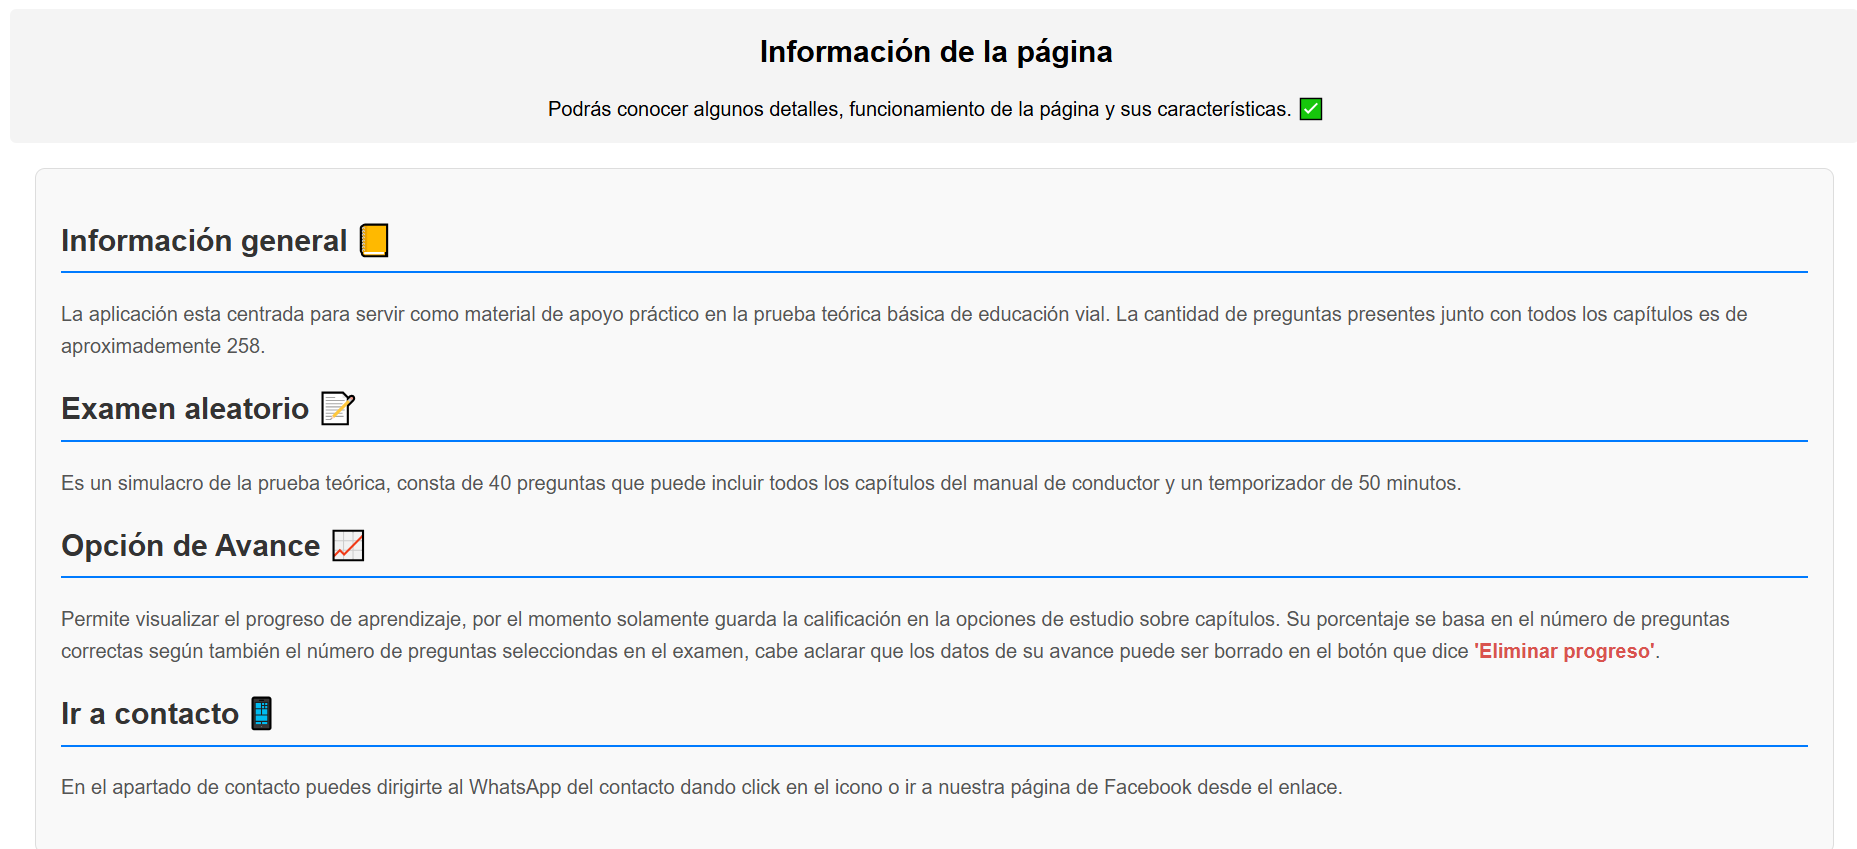 Información de la página
Podrás conocer algunos detalles, funcionamiento de la página y sus características. ✅
Información general 📒
La aplicación esta centrada para servir como material de apoyo práctico en la prueba teórica básica de educación vial. La cantidad de preguntas presentes junto con todos los capítulos es de
aproximademente 258.
Examen aleatorio 📝
Es un simulacro de la prueba teórica, consta de 40 preguntas que puede incluir todos los capítulos del manual de conductor y un temporizador de 50 minutos.
Opción de Avance 📈
Permite visualizar el progreso de aprendizaje, por el momento solamente guarda la calificación en la opciones de estudio sobre capítulos. Su porcentaje se basa en el número de preguntas
correctas según también el número de preguntas selecciondas en el examen, cabe aclarar que los datos de su avance puede ser borrado en el botón que dice 'Eliminar progreso'.
Ir a contacto 📱
En el apartado de contacto puedes dirigirte al WhatsApp del contacto dando click en el icono o ir a nuestra página de Facebook desde el enlace.